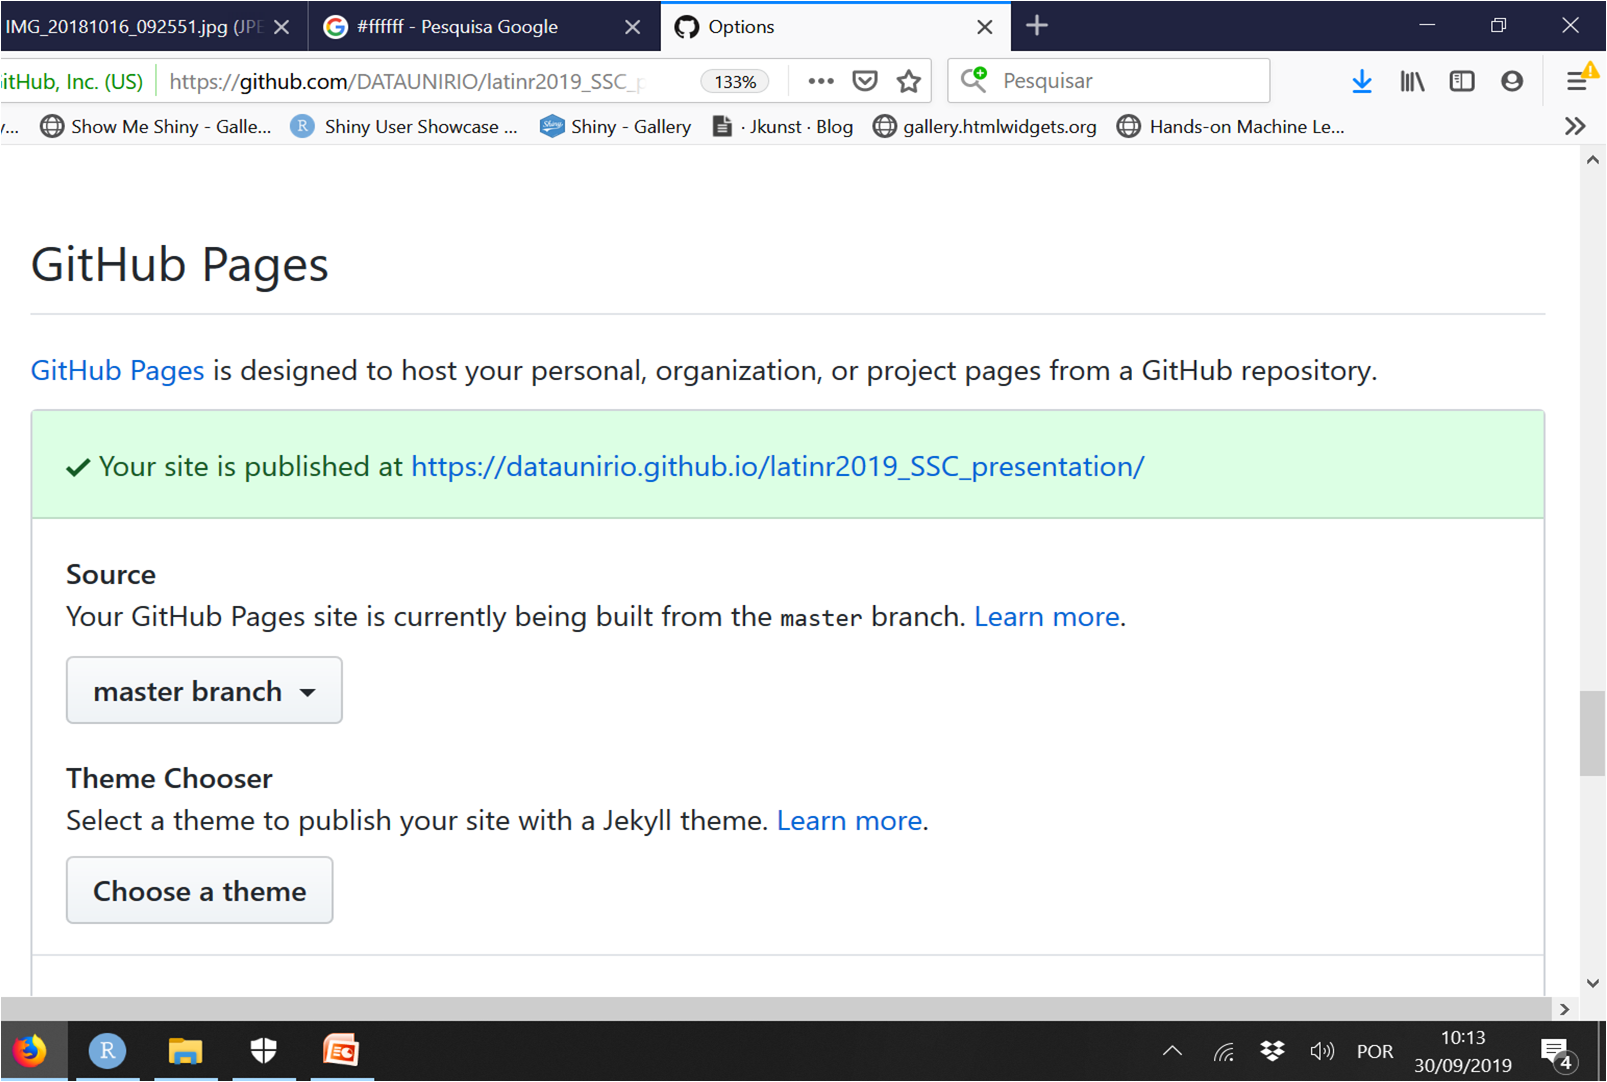 IMG_20181016_092551.jpg (JPE
#ffffff - Pesquisa Google
Options
itHub, Inc. (US)
https://github.com/DATAUNIRIO/latinr2019_SSC_p
133%
Pesquisar
Show Me Shiny - Galle...
R
Shiny User Showcase ...
Shiny - Gallery
· Jkunst · Blog
gallery.htmlwidgets.org
Hands-on Machine Le...
GitHub Pages
GitHub Pages is designed to host your personal, organization, or project pages from a GitHub repository.
Your site is published at https://dataunirio.github.io/latinr2019_SSC_presentation/
Source
Your GitHub Pages site is currently being built from the master branch. Learn more.
master branch
Theme Chooser
Select a theme to publish your site with a Jekyll theme. Learn more.
Choose a theme
R
POR
10:13
30/09/2019
4